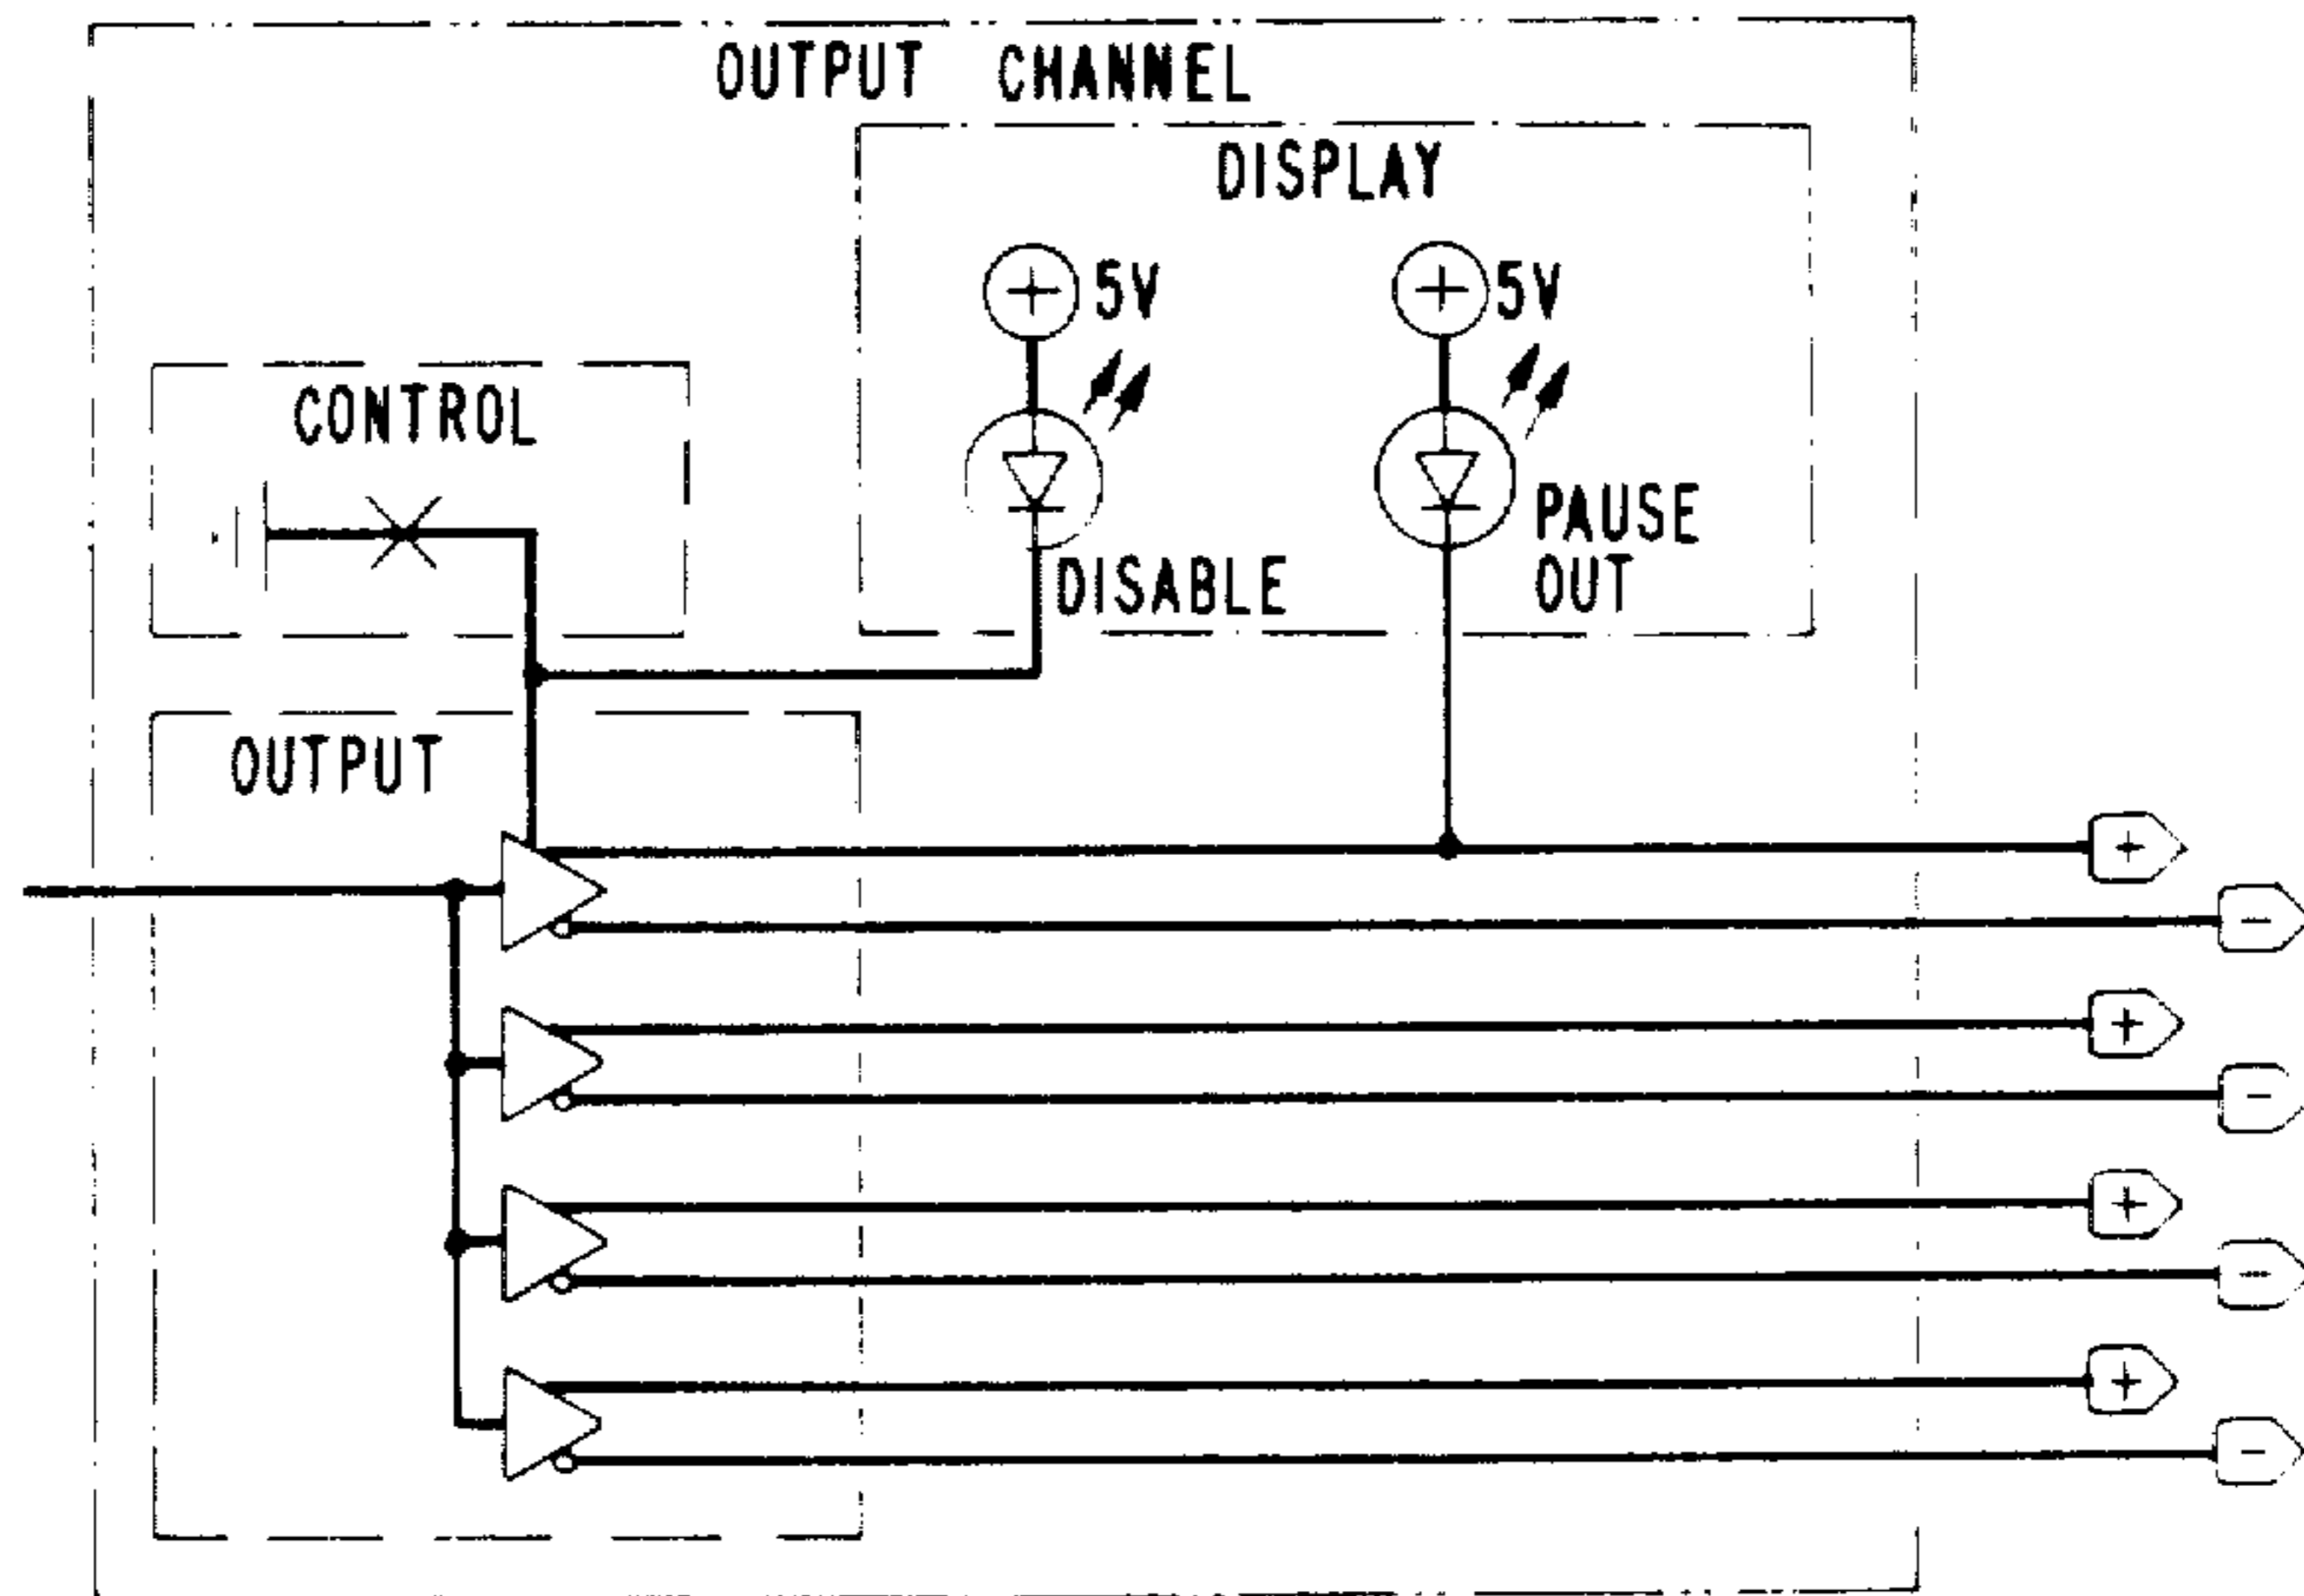 OUTPUT CHANNEL
DISPLAY
+ 5V
+ 5V
CONTROL
PAUSE
OUT
DISABLE
OUTPUT
+
-
+
-
+
-
+
-